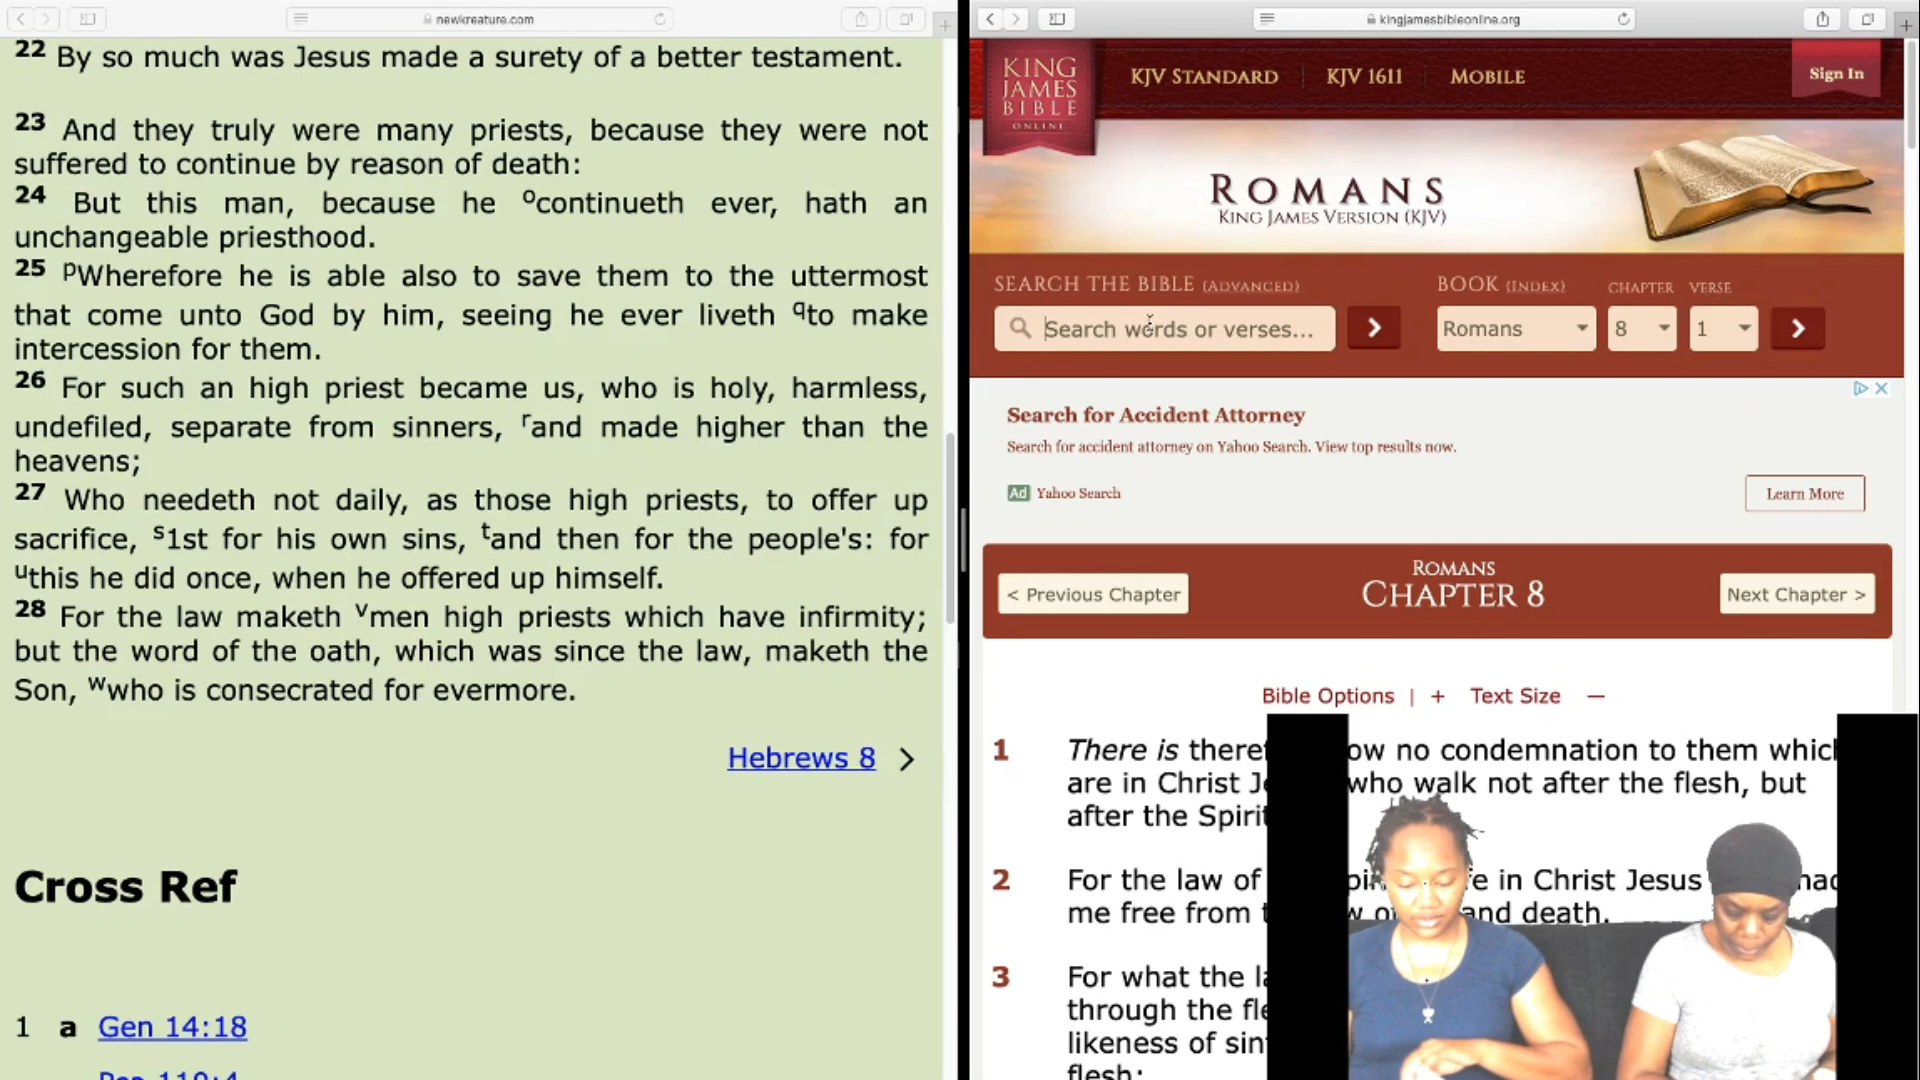 newkreature.com
22 By so much was Jesus made a surety of a better testament.
23 And they truly were many priests, because they were not
suffered to continue by reason of death:
24 But this man, because he ocontinueth ever, hath an
unchangeable priesthood.
25 pWherefore he is able also to save them to the uttermost
that come unto God by him, seeing he ever liveth qto make
intercession for them.
26 For such an high priest became us, who is holy, harmless,
undefiled, separate from sinners, rand made higher than the
heavens;
27 Who needeth not daily, as those high priests, to offer up
sacrifice, s1st for his own sins, tand then for the people's: for
uthis he did once, when he offered up himself.
28 For the law maketh vmen high priests which have infirmity;
but the word of the oath, which was since the law, maketh the
Son, wwho is consecrated for evermore.
Hebrews 8 >
Cross Ref
1 a Gen 14:18
kingjamesbibleonline.org
KING
JAMES
BIBLE
ONLINE
KJV STANDARD KJV 1611 MOBILE
Sign In
ROMANS
KING JAMES VERSION (KJV)
SEARCH THE BIBLE (ADVANCED)
Search words or verses...
BOOK (INDEX) CHAPTER VERSE
Romans 8 1
Search for Accident Attorney
Search for accident attorney on Yahoo Search. View top results now.
Ad Yahoo Search
Learn More
< Previous Chapter
ROMANS
CHAPTER 8
Next Chapter >
Bible Options | + Text Size —
1 There is no condemnation to them which
are in Christ who walk not after the flesh, but
after the
2 For the law of in Christ Jesus
me free from and death.
3 For what the
through the
likeness of
flesh: